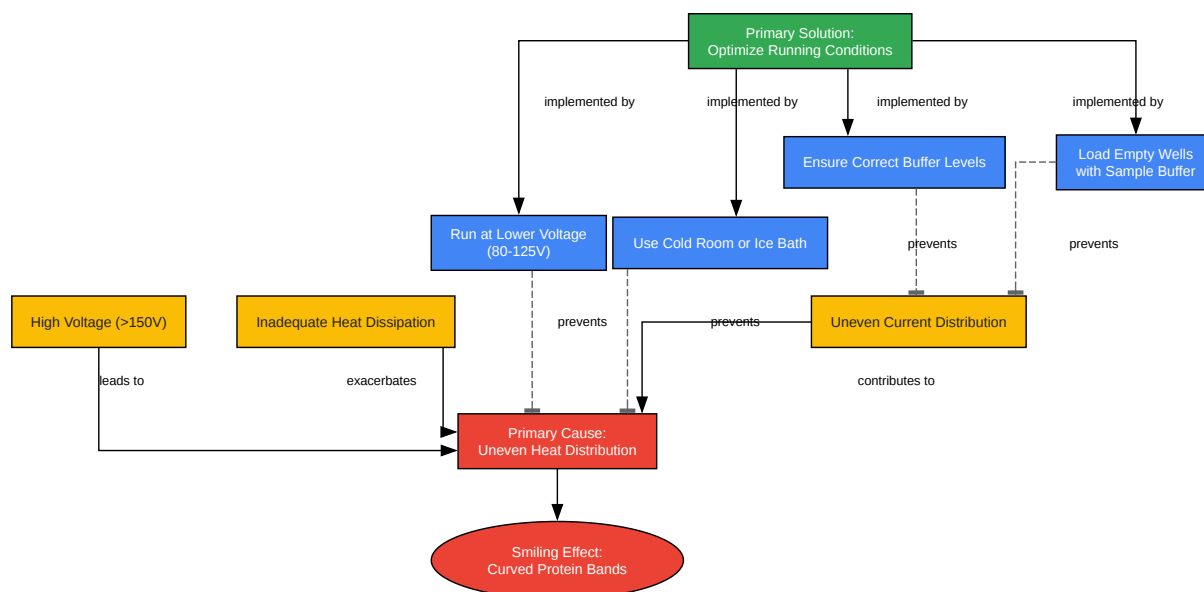 Primary Solution:
Optimize Running Conditions
implemented by
implemented by
implemented by
implemented by
Ensure Correct Buffer Levels
Load Empty Wells
with Sample Buffer
Run at Lower Voltage
(80-125V)
Use Cold Room or Ice Bath
prevents
prevents
High Voltage (>150V)
Inadequate Heat Dissipation
prevents
prevents
Uneven Current Distribution
leads to
exacerbates
contributes to
Primary Cause:
Uneven Heat Distribution
Smiling Effect:
Curved Protein Bands